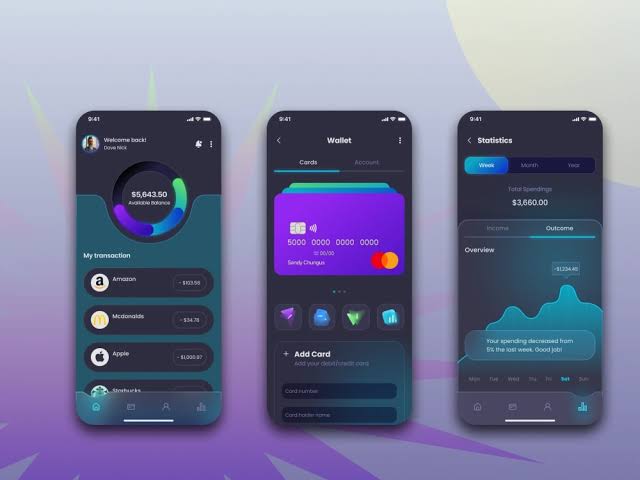 9:41
Welcome back!
Dave Nick
$5,643.50
Available Balance
My transaction
Amazon
- $103.56
Mcdonalds
- $34.78
Apple
- $1,000.97
Starbucks
9:41
Wallet
Cards
Account
5000 0000 0000 0000
12 00/00
Sandy Chungus
+ Add Card
Add your debit/credit card
Card number
Card holder name
9:41
Statistics
Week
Month
Year
Total Spendings
$3,660.00
Income
Outcome
Overview
-$1234.40
Your spending decreased from
5% the last week. Good job!
Mon Tue Wed Thu Fri Sat Sun